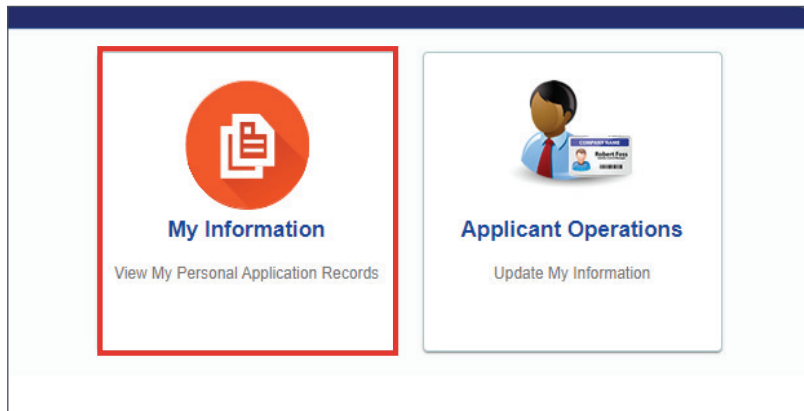 My Information
View My Personal Application Records
COMPANY NAME
Robert Foss
Applicant Operations
Update My Information